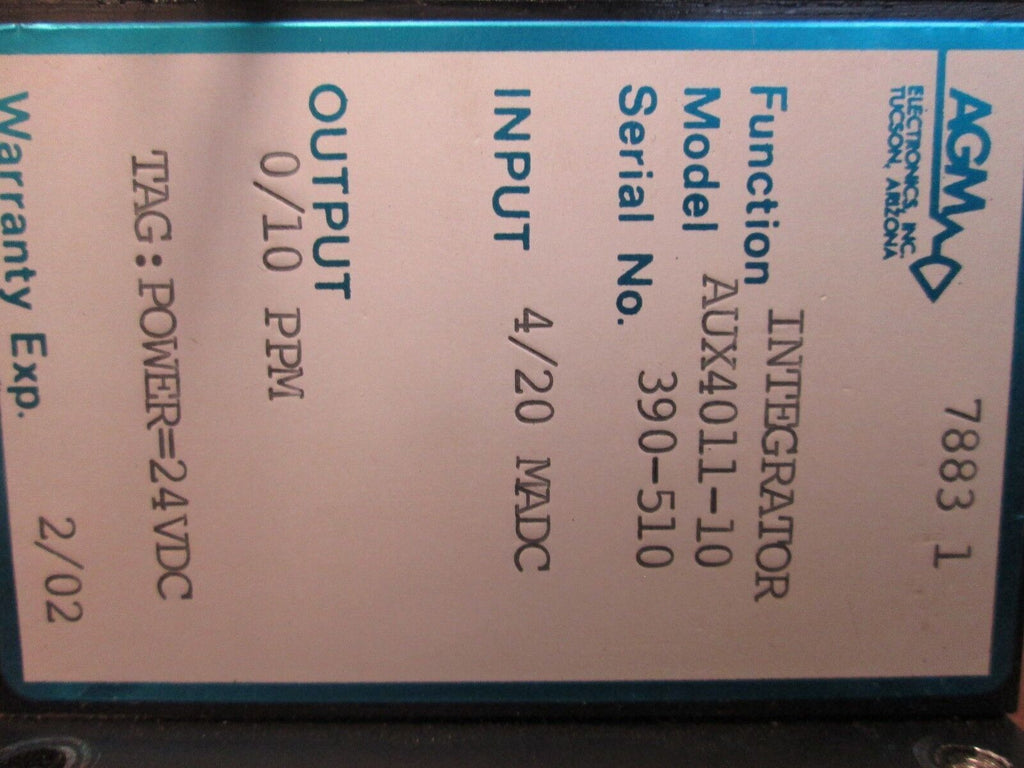 AGM
ELECTRONICS, INC.
TUCSON, ARIZONA
7883 1
Function INTEGRATOR
Model AUX4011-10
Serial No. 390-510
INPUT 4/20 MADC
OUTPUT
0/10 PPM
TAG:POWER=24VDC
Warranty Exp. 2/02